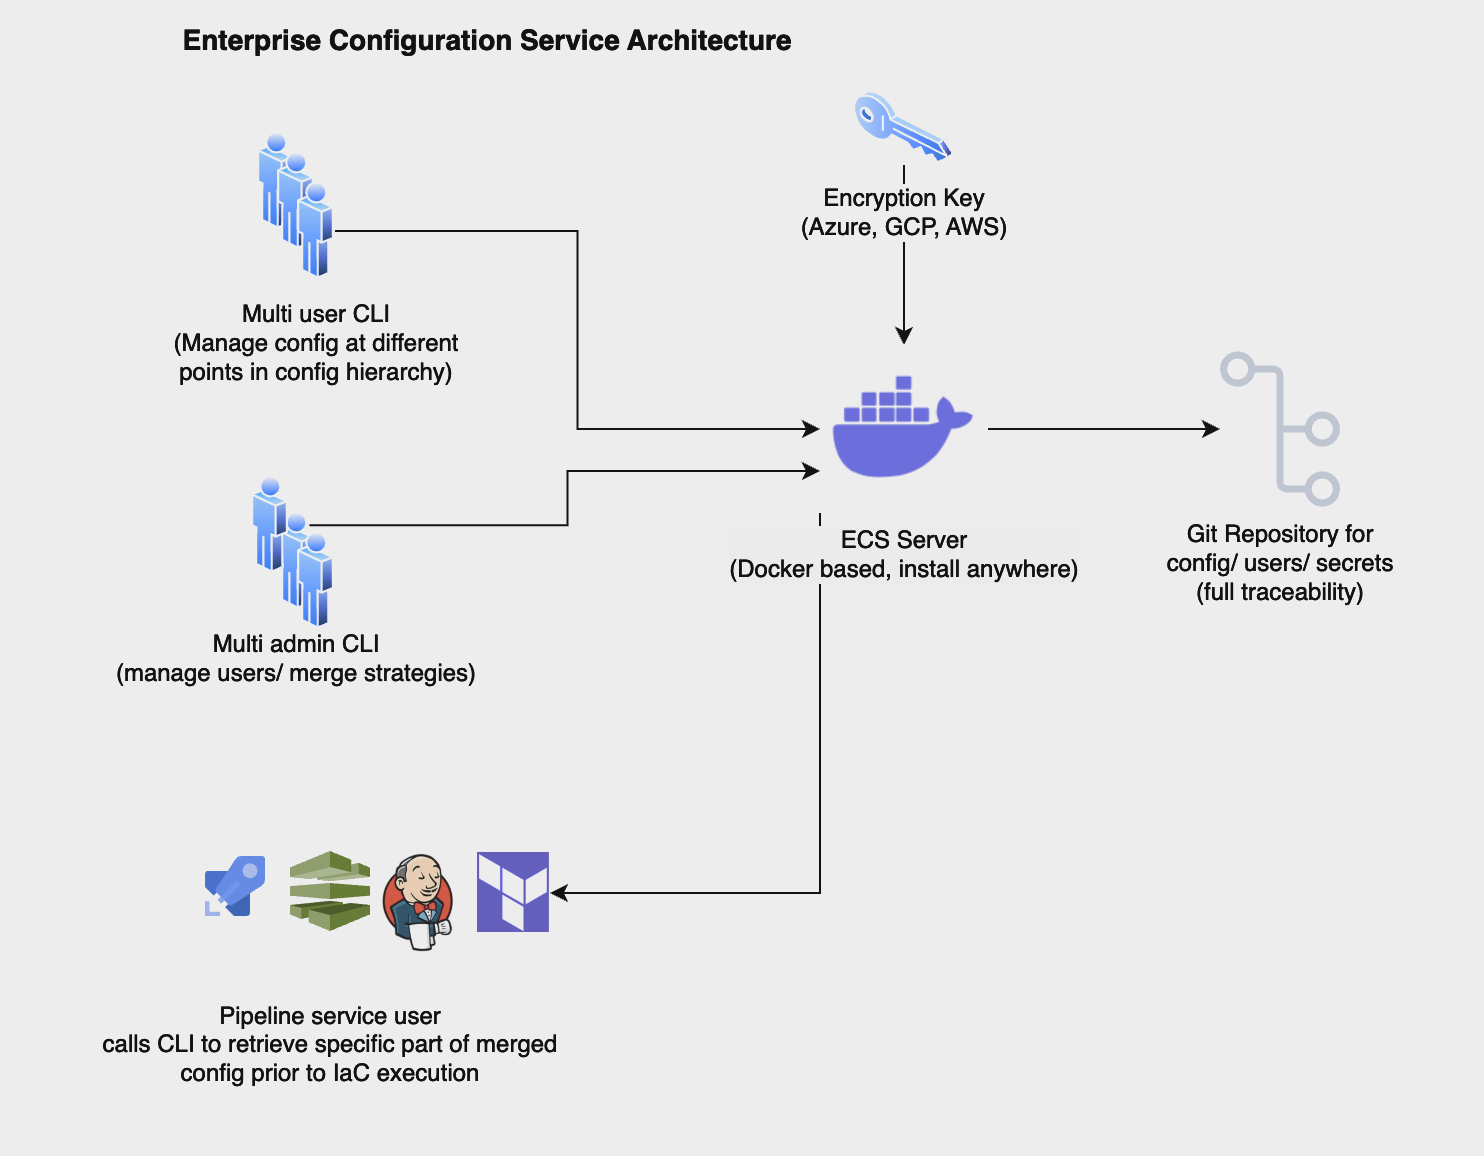 Enterprise Configuration Service Architecture
Encryption Key
(Azure, GCP, AWS)
Multi user CLI
(Manage config at different
points in config hierarchy)
ECS Server
(Docker based, install anywhere)
Git Repository for
config/ users/ secrets
(full traceability)
Multi admin CLI
(manage users/ merge strategies)
Pipeline service user
calls CLI to retrieve specific part of merged
config prior to IaC execution